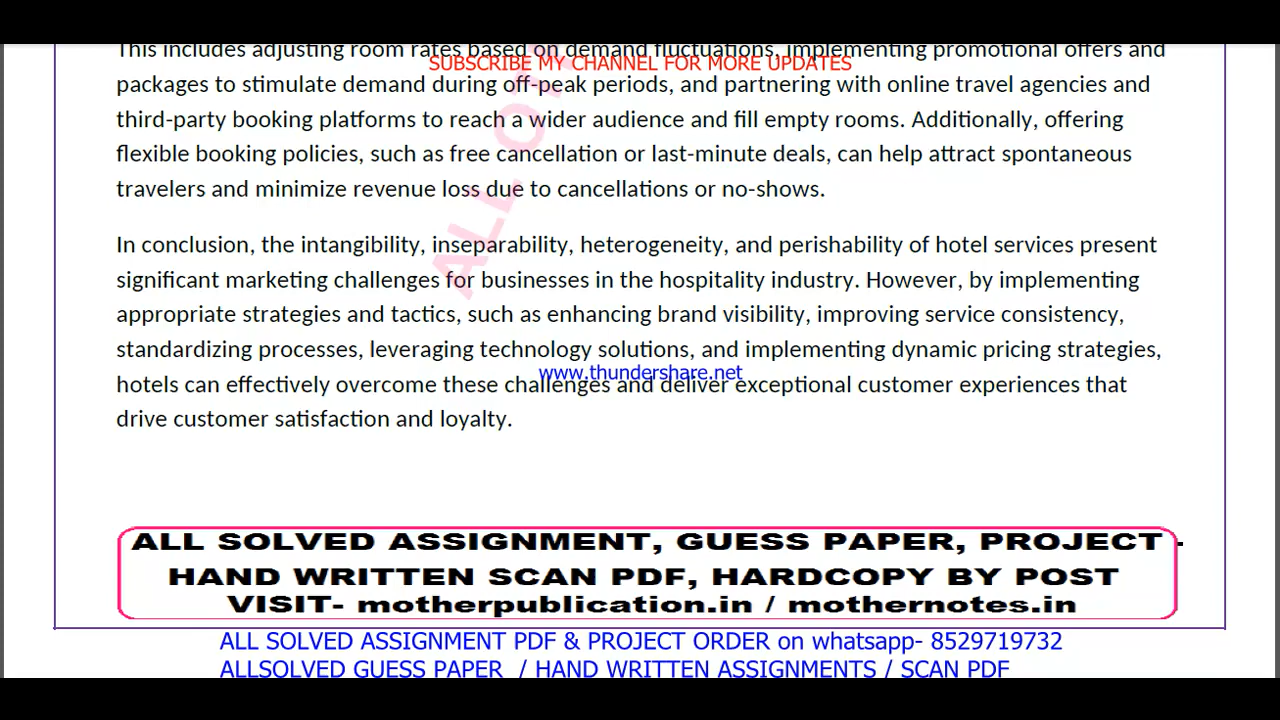 This includes adjusting room rates based on demand fluctuations, implementing promotional offers and
SUBSCRIBE MY CHANNEL FOR MORE UPDATES
packages to stimulate demand during off-peak periods, and partnering with online travel agencies and
third-party booking platforms to reach a wider audience and fill empty rooms. Additionally, offering
flexible booking policies, such as free cancellation or last-minute deals, can help attract spontaneous
travelers and minimize revenue loss due to cancellations or no-shows.
ALL OT
In conclusion, the intangibility, inseparability, heterogeneity, and perishability of hotel services present
significant marketing challenges for businesses in the hospitality industry. However, by implementing
appropriate strategies and tactics, such as enhancing brand visibility, improving service consistency,
standardizing processes, leveraging technology solutions, and implementing dynamic pricing strategies,
www.thundershare.net
hotels can effectively overcome these challenges and deliver exceptional customer experiences that
drive customer satisfaction and loyalty.
ALL SOLVED ASSIGNMENT, GUESS PAPER, PROJECT -
HAND WRITTEN SCAN PDF, HARDCOPY BY POST
VISIT- motherpublication.in / mothernotes.in
ALL SOLVED ASSIGNMENT PDF & PROJECT ORDER on whatsapp- 8529719732
ALLSOLVED GUESS PAPER / HAND WRITTEN ASSIGNMENTS / SCAN PDF